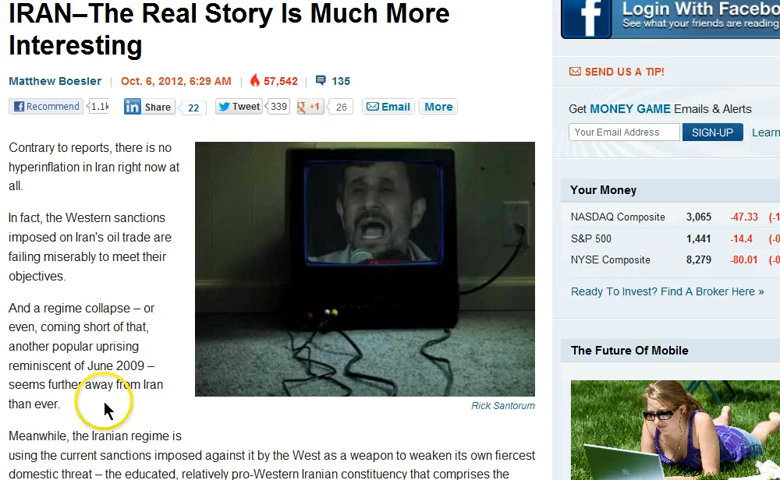 IRAN–The Real Story Is Much More
Interesting
Matthew Boesler | Oct. 6, 2012, 6:29 AM | 57,542 | 135
Recommend 1.1k
Share 22
Tweet 339
+1 26
Email
More
Contrary to reports, there is no
hyperinflation in Iran right now at
all.
In fact, the Western sanctions
imposed on Iran's oil trade are
failing miserably to meet their
objectives.
And a regime collapse – or
even, coming short of that,
another popular uprising
reminiscent of June 2009 –
seems further away from Iran
than ever.
Rick Santorum
Meanwhile, the Iranian regime is
using the current sanctions imposed against it by the West as a weapon to weaken its own fiercest
domestic threat – the educated, relatively pro-Western Iranian constituency that comprises the
Login With Facebo
See what your friends are reading
SEND US A TIP!
Get MONEY GAME Emails & Alerts
Your Email Address
SIGN-UP
Learn
Your Money
NASDAQ Composite 3,065 -47.33 (-1
S&P 500 1,441 -14.4 (-0
NYSE Composite 8,279 -80.01 (-0
Ready To Invest? Find A Broker Here »
The Future Of Mobile